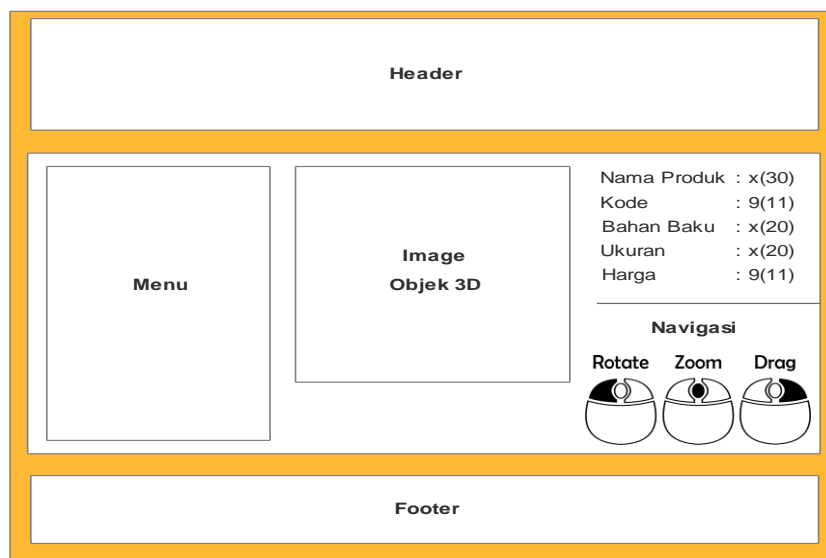 Header
Menu
Image
Objek 3D
Nama Produk : x(30)
Kode : 9(11)
Bahan Baku : x(20)
Ukuran : x(20)
Harga : 9(11)
Navigasi
Rotate Zoom Drag
Footer